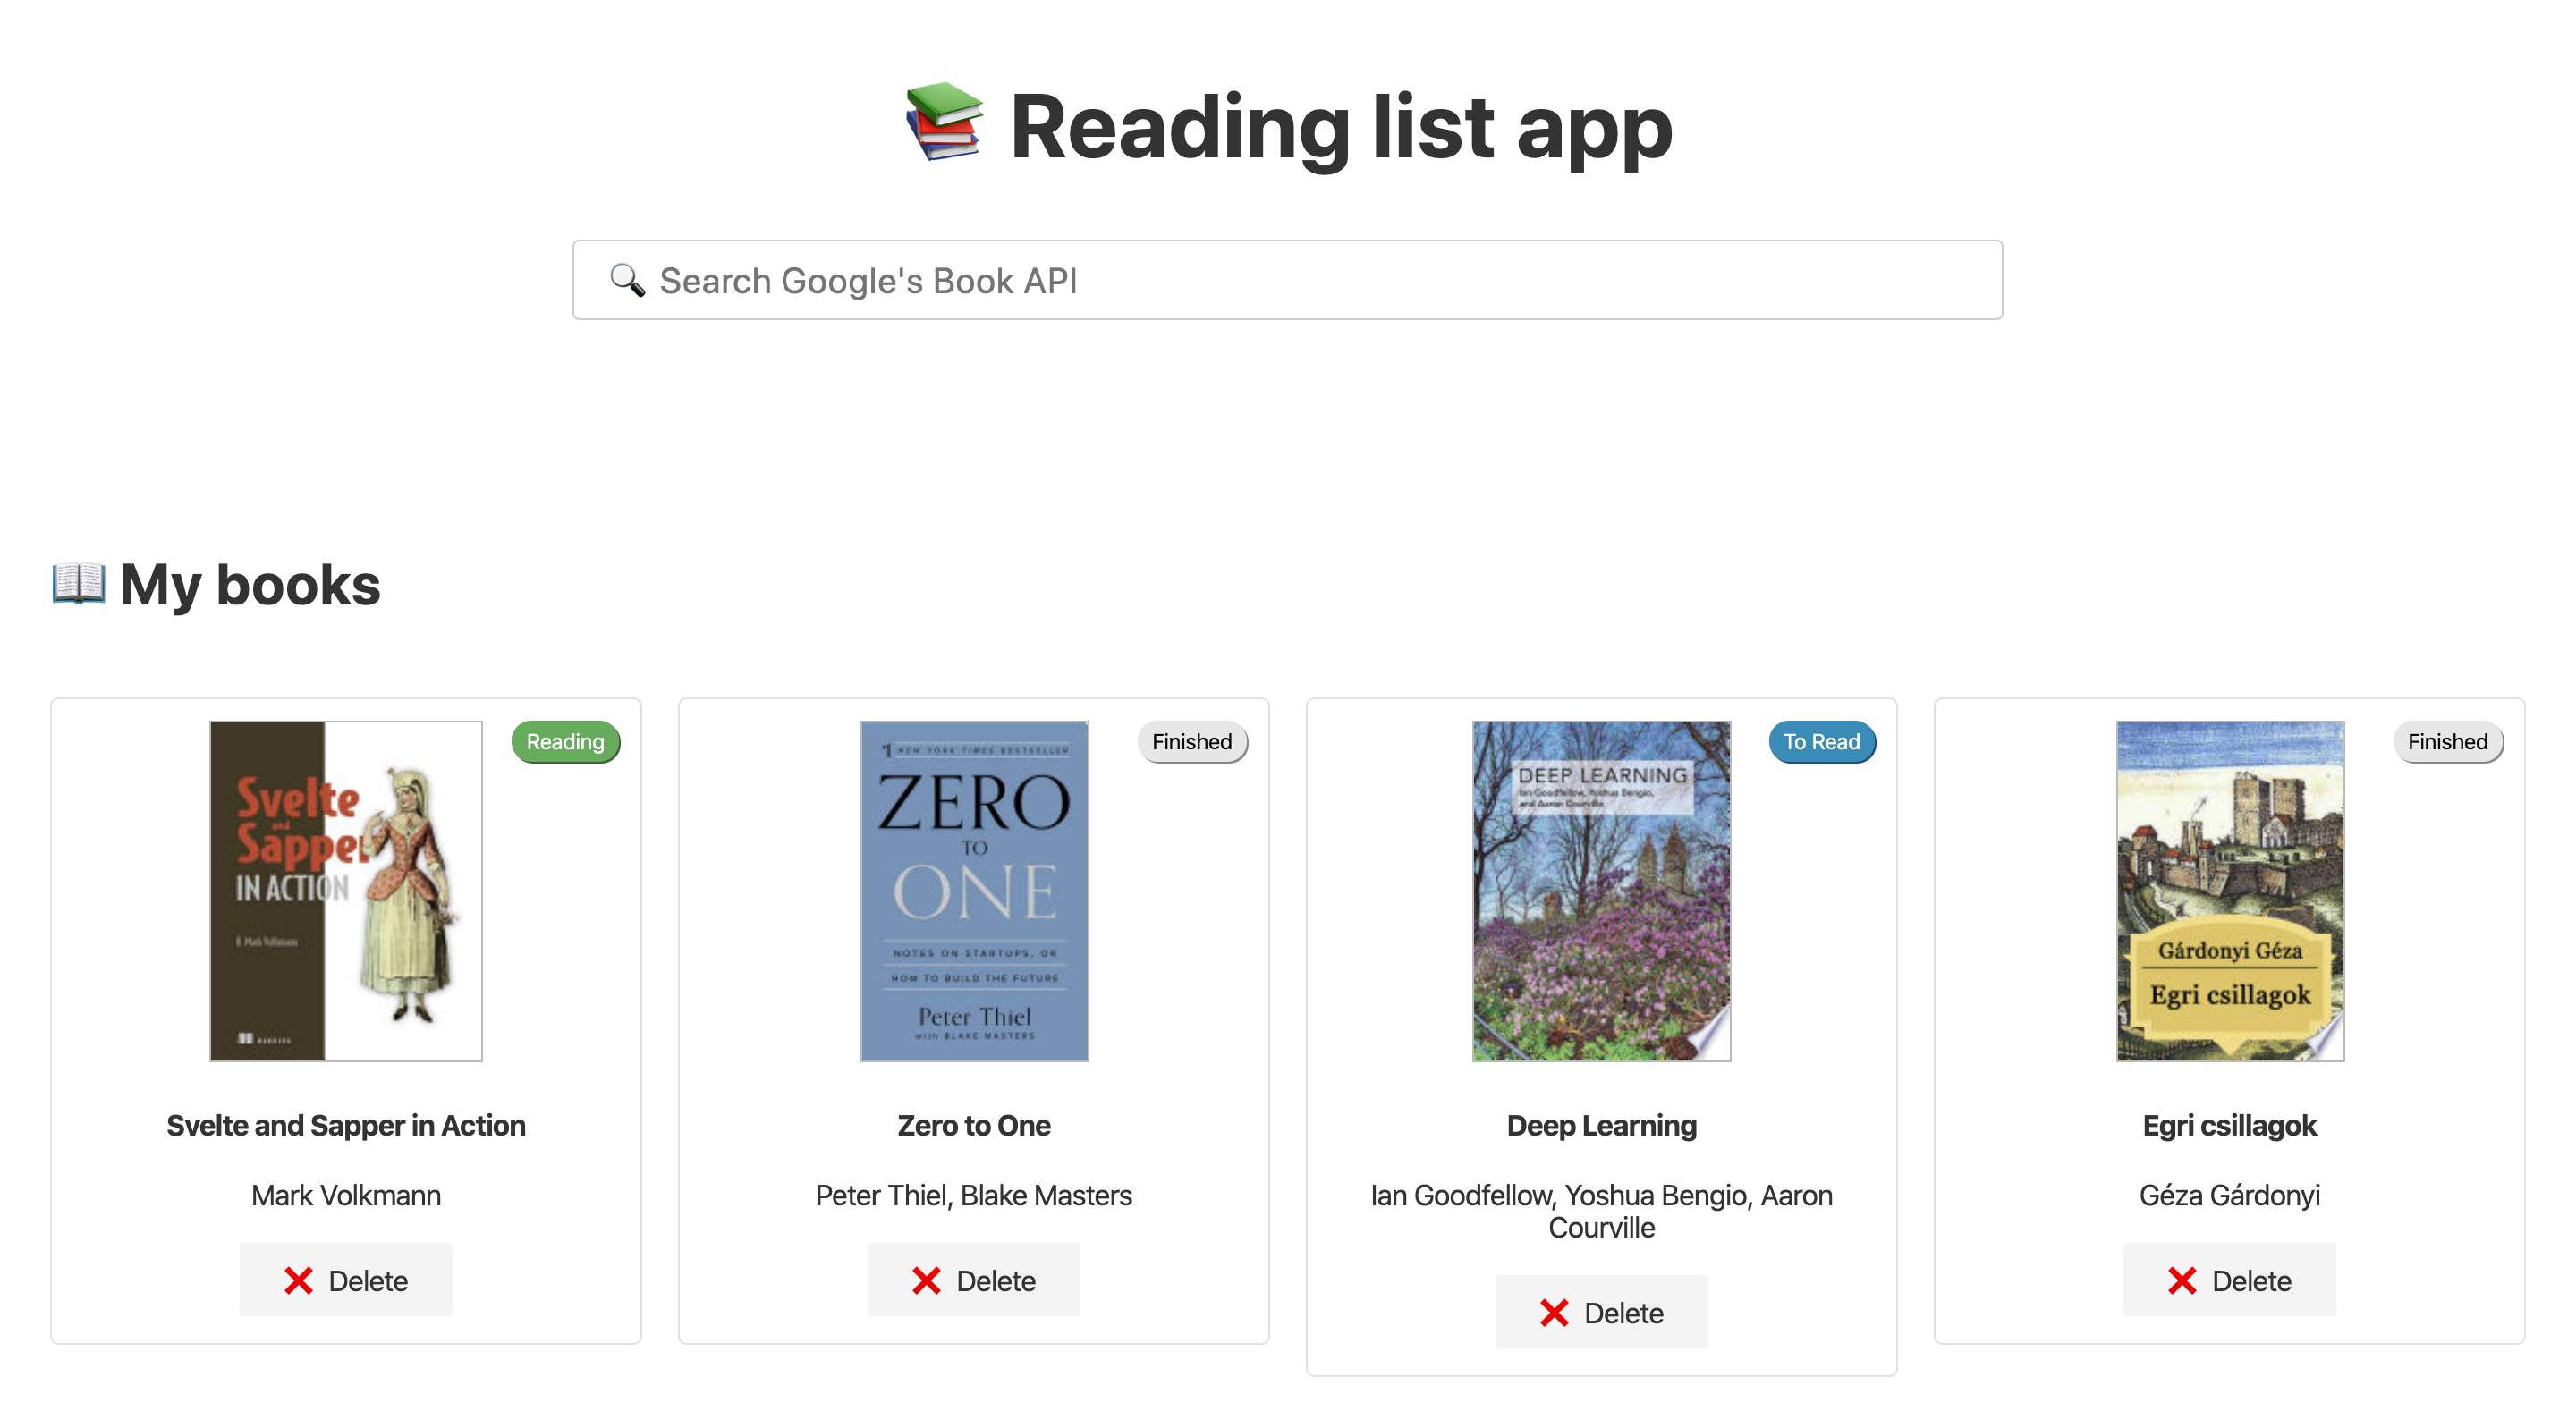 Reading list app
Search Google's Book API
My books
Reading
Svelte
and
Sapper
IN ACTION
MANNING
Svelte and Sapper in Action
Mark Volkmann
Delete
Finished
#1 NEW YORK TIMES BESTSELLER
ZERO
TO
ONE
NOTES ON STARTUPS, OR
HOW TO BUILD THE FUTURE
Peter Thiel
with BLAKE MASTERS
Zero to One
Peter Thiel, Blake Masters
Delete
To Read
DEEP LEARNING
Ian Goodfellow, Yoshua Bengio,
and Aaron Courville
Deep Learning
Ian Goodfellow, Yoshua Bengio, Aaron
Courville
Delete
Finished
Gárdonyi Géza
Egri csillagok
Egri csillagok
Géza Gárdonyi
Delete